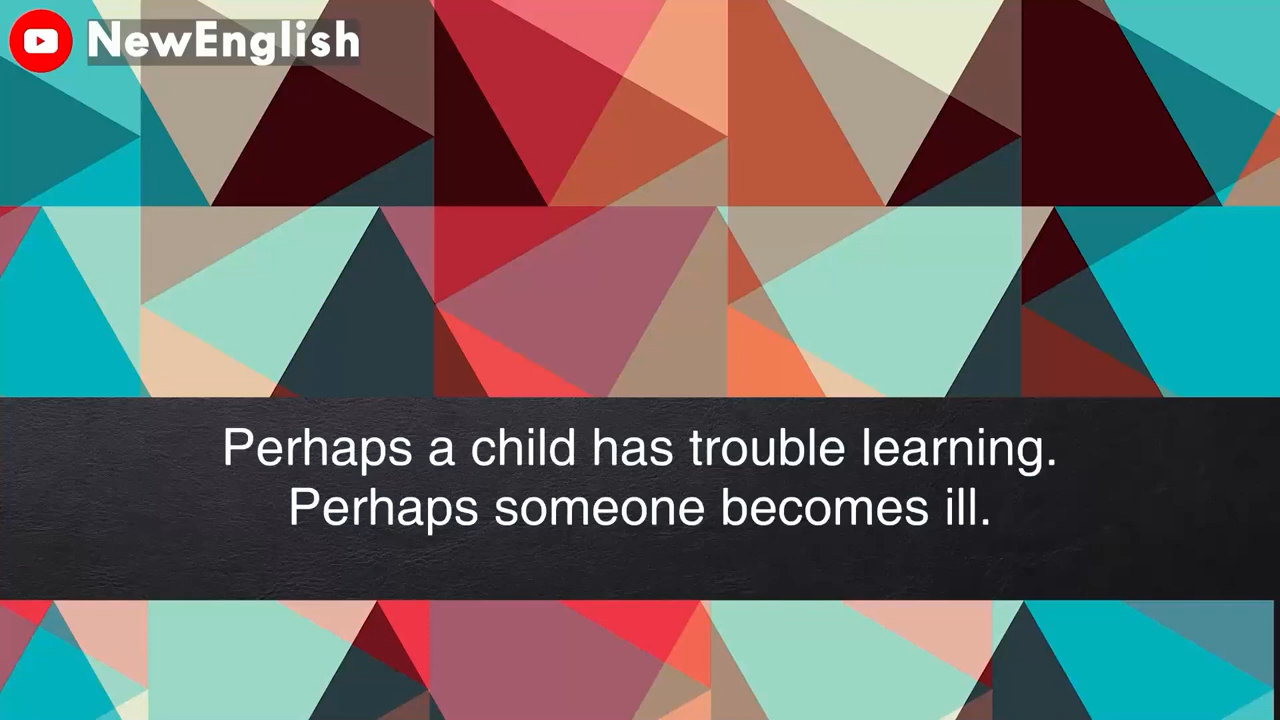 NewEnglish
Perhaps a child has trouble learning.
Perhaps someone becomes ill.